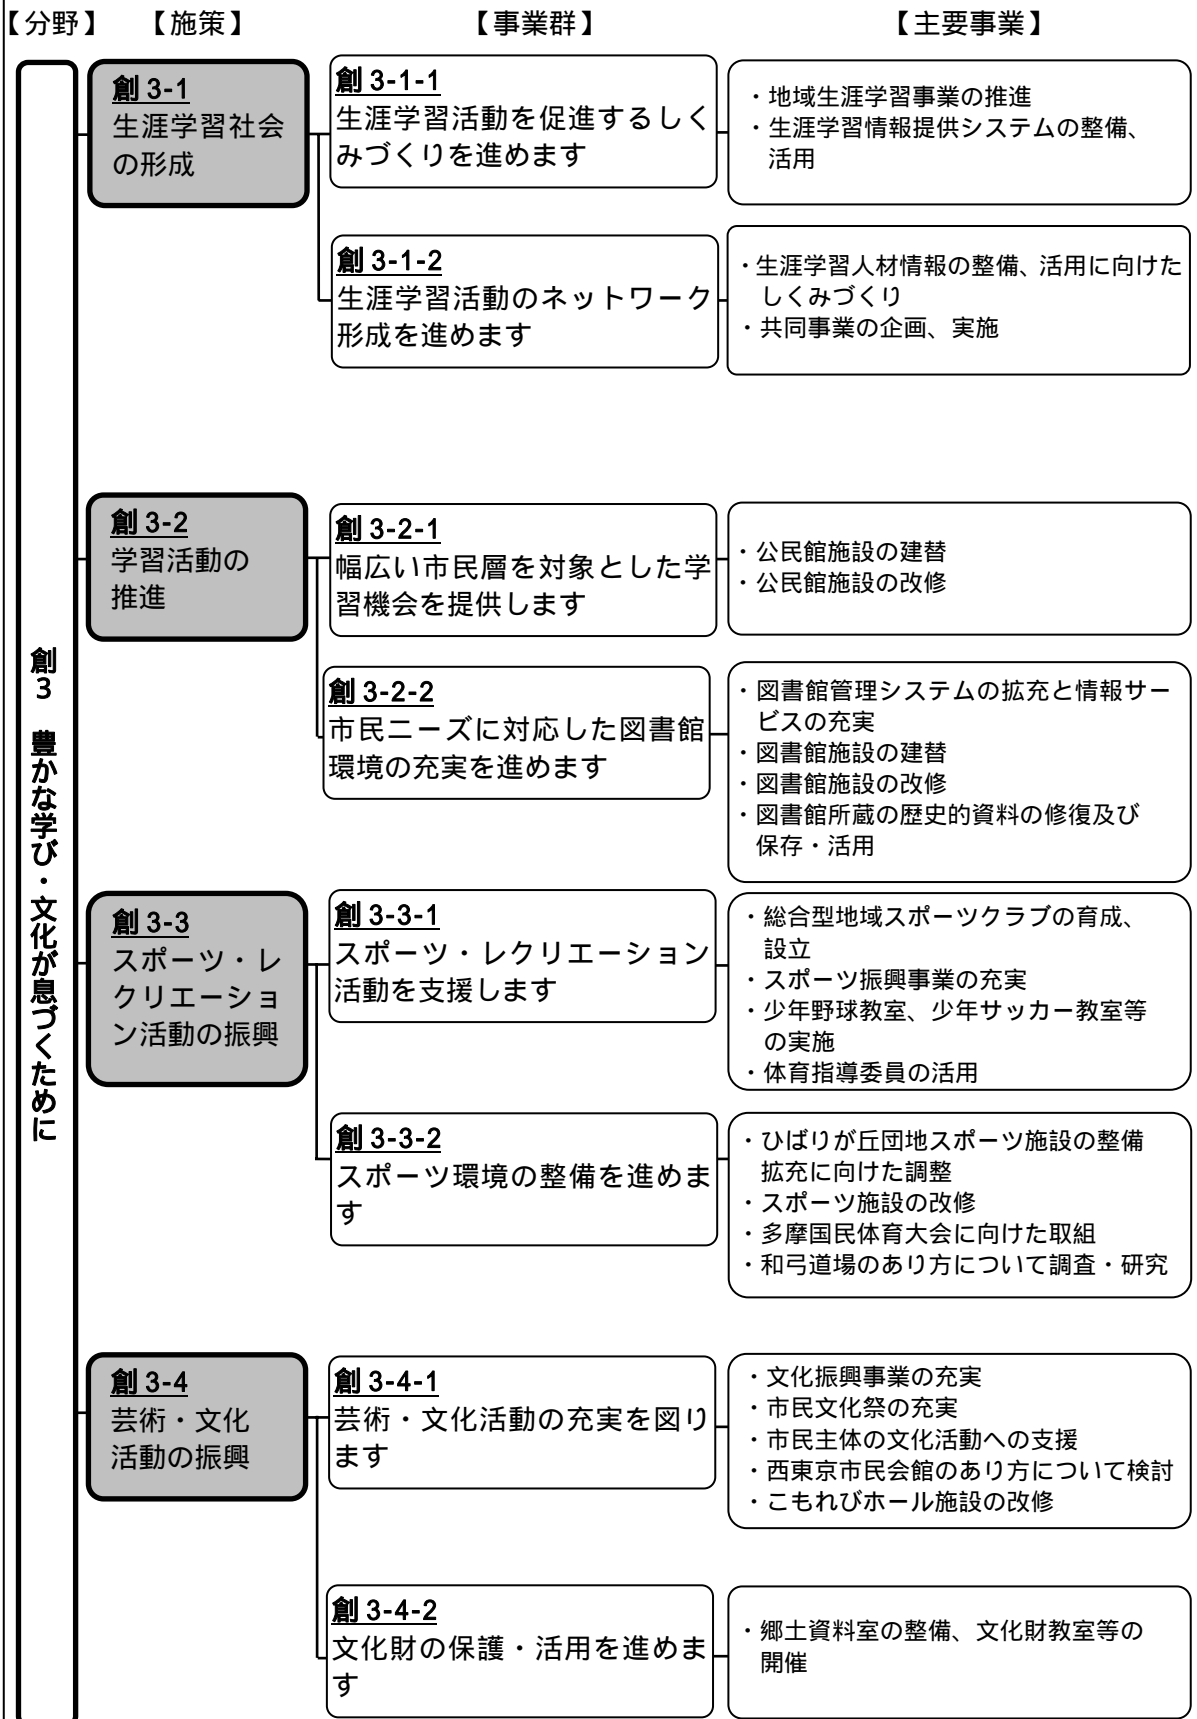 【分野】 【施策】 【事業群】 【主要事業】
創3 豊かな学び・文化が息づくために
創 3-1
生涯学習社会
の形成
創 3-1-1
生涯学習活動を促進するしく
みづくりを進めます
・地域生涯学習事業の推進
・生涯学習情報提供システムの整備、
活用
創 3-1-2
生涯学習活動のネットワーク
形成を進めます
・生涯学習人材情報の整備、活用に向けた
しくみづくり
・共同事業の企画、実施
創 3-2
学習活動の
推進
創 3-2-1
幅広い市民層を対象とした学
習機会を提供します
・公民館施設の建替
・公民館施設の改修
創 3-2-2
市民ニーズに対応した図書館
環境の充実を進めます
・図書館管理システムの拡充と情報サー
ビスの充実
・図書館施設の建替
・図書館施設の改修
・図書館所蔵の歴史的資料の修復及び
保存・活用
創 3-3
スポーツ・レ
クリエーショ
ン活動の振興
創 3-3-1
スポーツ・レクリエーション
活動を支援します
・総合型地域スポーツクラブの育成、
設立
・スポーツ振興事業の充実
・少年野球教室、少年サッカー教室等
の実施
・体育指導委員の活用
創 3-3-2
スポーツ環境の整備を進めま
す
・ひばりが丘団地スポーツ施設の整備
拡充に向けた調整
・スポーツ施設の改修
・多摩国民体育大会に向けた取組
・和弓道場のあり方について調査・研究
創 3-4
芸術・文化
活動の振興
創 3-4-1
芸術・文化活動の充実を図り
ます
・文化振興事業の充実
・市民文化祭の充実
・市民主体の文化活動への支援
・西東京市民会館のあり方について検討
・こもれびホール施設の改修
創 3-4-2
文化財の保護・活用を進めま
す
・郷土資料室の整備、文化財教室等の
開催